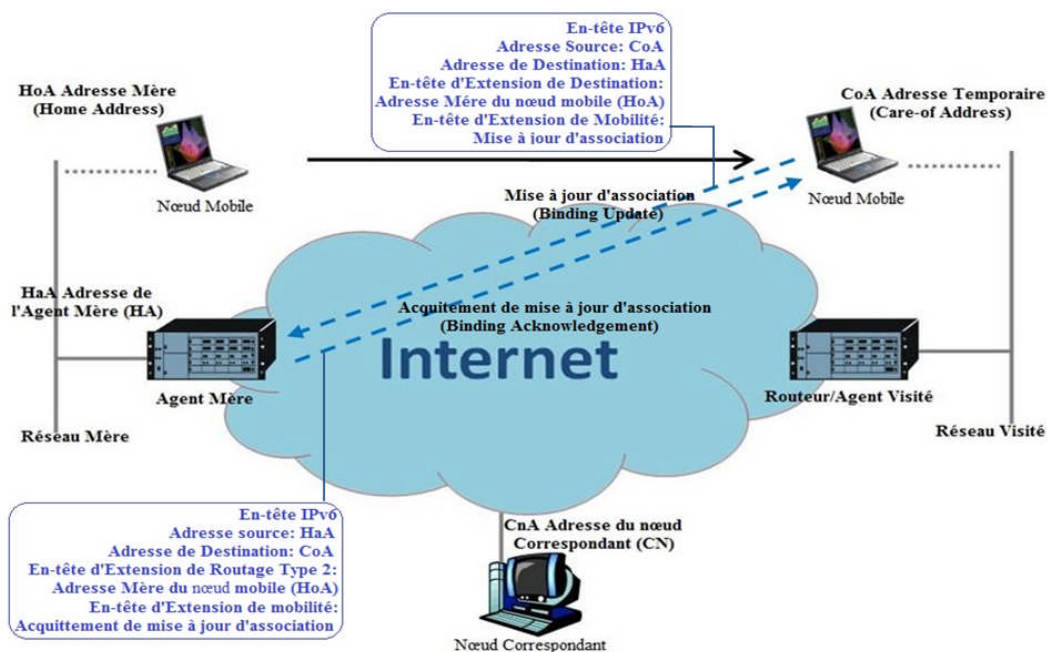 En-tête IPv6
Adresse Source: CoA
Adresse de Destination: HaA
En-tête d'Extension de Destination:
Adresse Mére du nœud mobile (HoA)
En-tête d'Extension de Mobilité:
Mise à jour d'association
HoA Adresse Mère
(Home Address)
CoA Adresse Temporaire
(Care-of Address)
Nœud Mobile
Nœud Mobile
Mise à jour d'association
(Binding Update)
HaA Adresse de
l'Agent Mère (HA)
Acquitement de mise à jour d'association
(Binding Acknowledgement)
Internet
Agent Mère
Routeur/Agent Visité
Réseau Mère
Réseau Visité
En-tête IPv6
Adresse source: HaA
Adresse de Destination: CoA
En-tête d'Extension de Routage Type 2:
Adresse Mère du nœud mobile (HoA)
En-tête d'Extension de mobilité:
Acquittement de mise à jour d'association
CnA Adresse du nœud
Correspondant (CN)
Nœud Correspondant